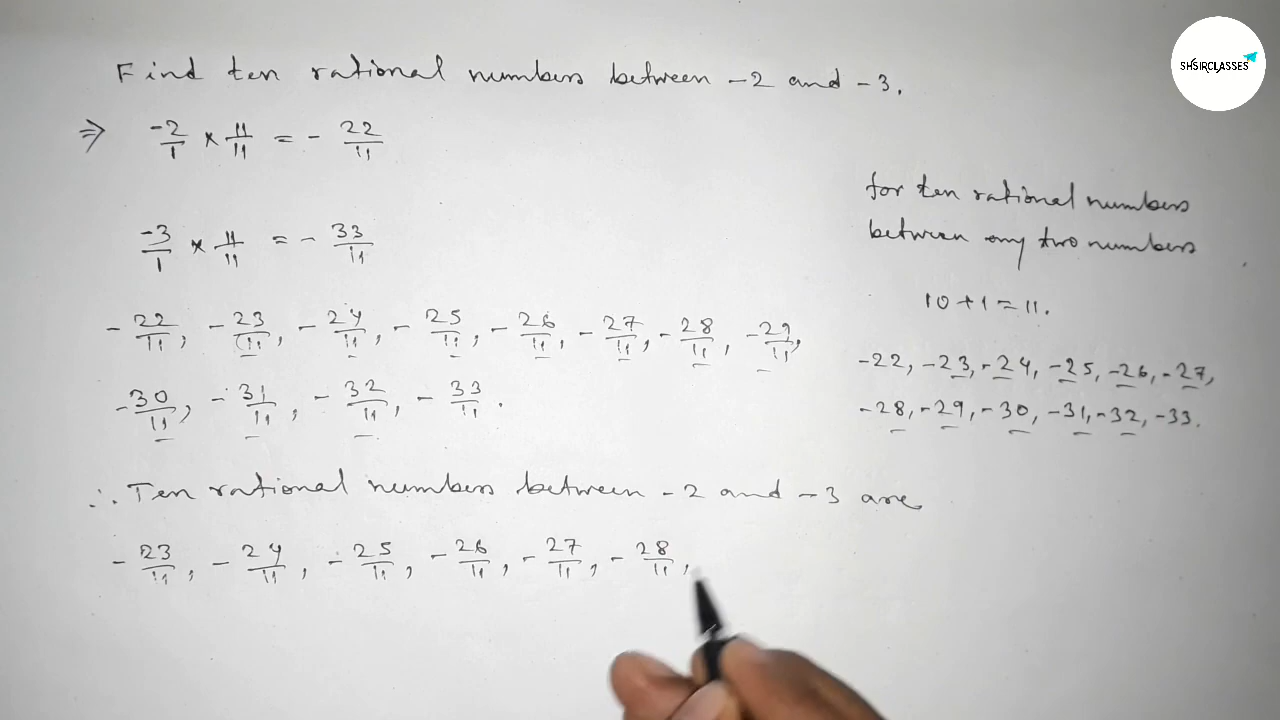 Find ten rational numbers between -2 and -3.
⇒ -2/1 × 11/11 = - 22/11
-3/1 × 11/11 = - 33/11
- 22/11, - 23/11, - 24/11, - 25/11, - 26/11, - 27/11, - 28/11, - 29/11,
- 30/11, - 31/11, - 32/11, - 33/11.
∴ Ten rational numbers between -2 and -3 are
- 23/11, - 24/11, - 25/11, - 26/11, - 27/11, - 28/11,
SHSIRCLASSES
for ten rational numbers
between any two numbers
10+1=11.
-22, -23, -24, -25, -26, -27,
-28, -29, -30, -31, -32, -33.